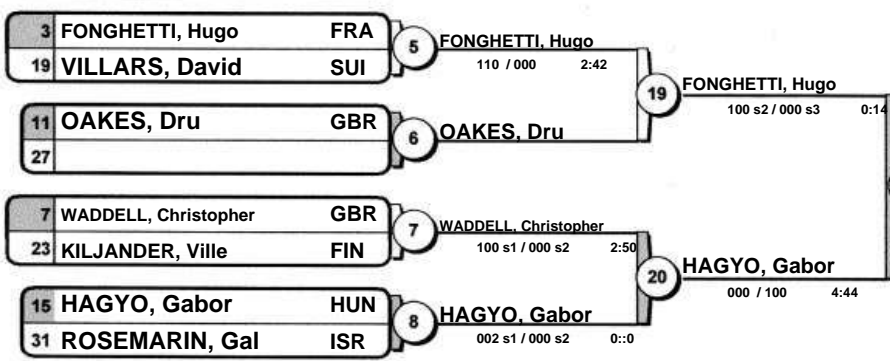 3 FONGHETTI, Hugo FRA
19 VILLARS, David SUI
5
FONGHETTI, Hugo
110 / 000 2:42
11 OAKES, Dru GBR
27
6
OAKES, Dru
19
FONGHETTI, Hugo
100 s2 / 000 s3 0:14
7 WADDELL, Christopher GBR
23 KILJANDER, Ville FIN
7
WADDELL, Christopher
100 s1 / 000 s2 2:50
15 HAGYO, Gabor HUN
31 ROSEMARIN, Gal ISR
8
HAGYO, Gabor
002 s1 / 000 s2 0::0
20
HAGYO, Gabor
000 / 100 4:44